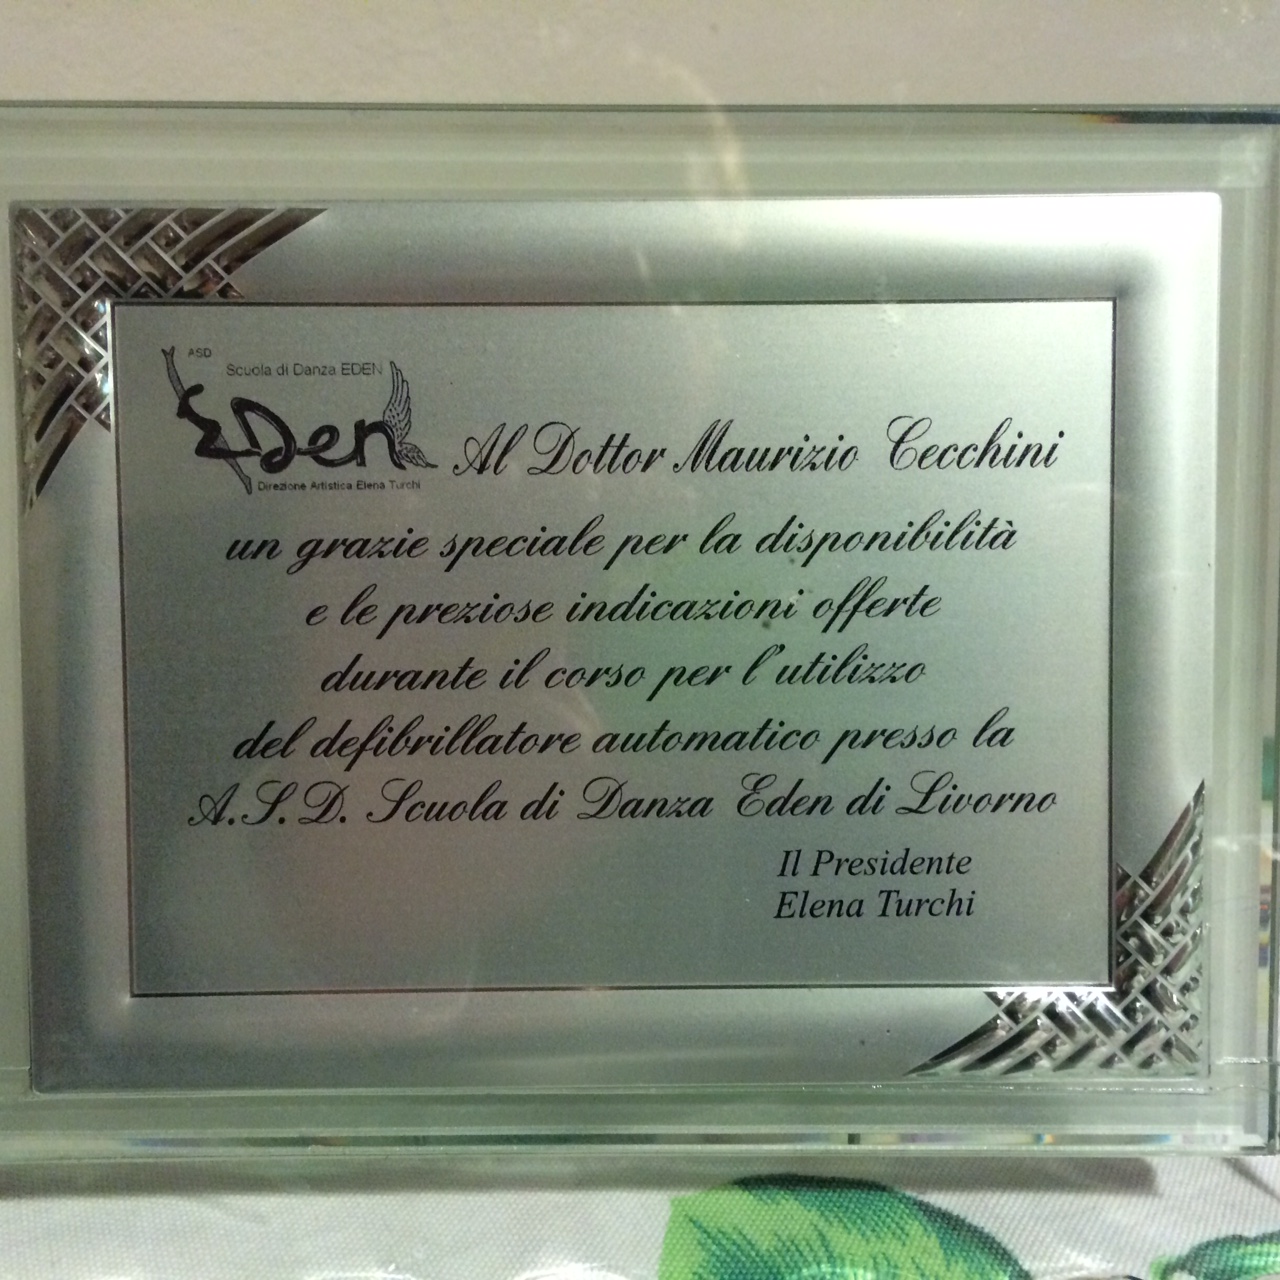 ASD
Scuola di Danza EDEN
EDen
Direzione Artistica Elena Turchi
Al Dottor Maurizio Cecchini
un grazie speciale per la disponibilità
e le preziose indicazioni offerte
durante il corso per l'utilizzo
del defibrillatore automatico presso la
A.S.D. Scuola di Danza Eden di Livorno
Il Presidente
Elena Turchi